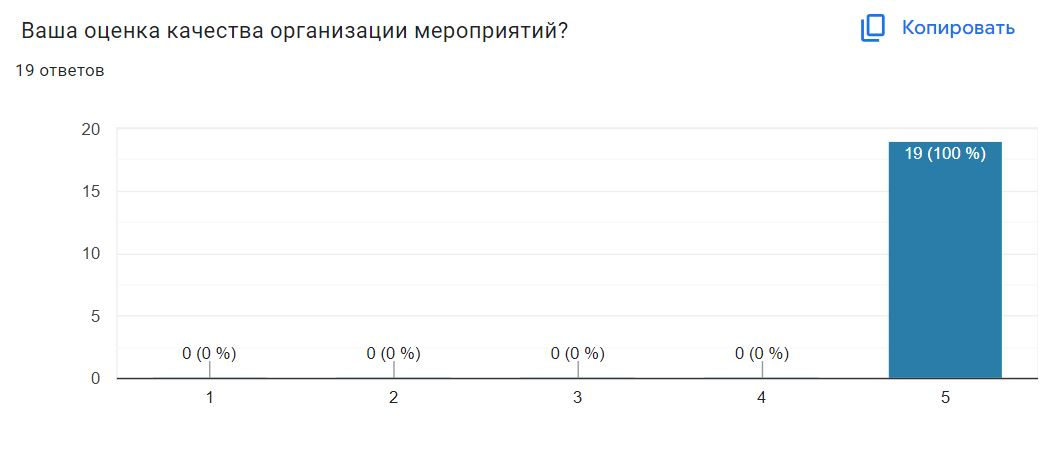 Ваша оценка качества организации мероприятий?
Копировать
19 ответов
20
15
10
5
0
0 (0 %)
0 (0 %)
0 (0 %)
0 (0 %)
19 (100 %)
1
2
3
4
5